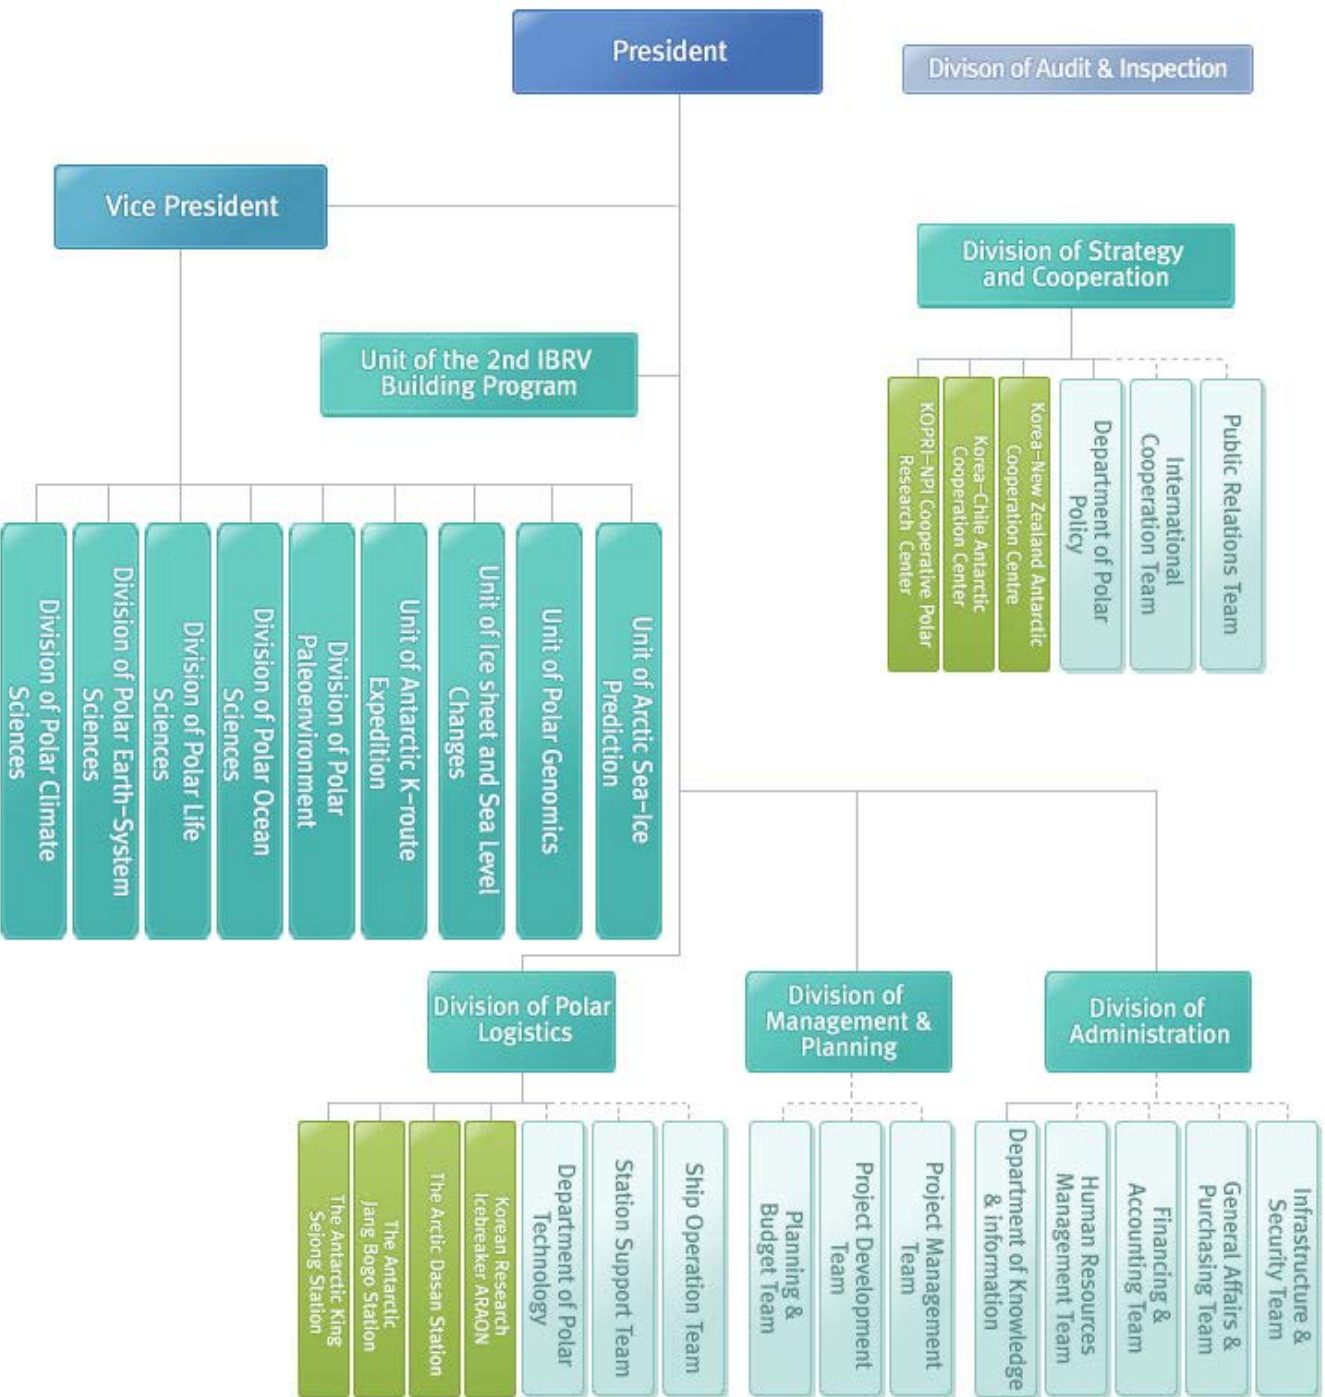 President
Divison of Audit & Inspection
Vice President
Division of Strategy
and Cooperation
Unit of the 2nd IBRV
Building Program
KOPRI-NPI Cooperative Polar
Research Center
Korea-Chile Antarctic
Cooperation Center
Korea-New Zealand Antarctic
Cooperation Centre
Department of Polar
Policy
International
Cooperation Team
Public Relations Team
Division of Polar Climate
Sciences
Division of Polar Earth-System
Sciences
Division of Polar Life
Sciences
Division of Polar Ocean
Sciences
Division of Polar
Paleoenvironment
Unit of Antarctic K-route
Expedition
Unit of Ice sheet and Sea Level
Changes
Unit of Polar Genomics
Unit of Arctic Sea-Ice
Prediction
Division of Polar
Logistics
Division of
Management &
Planning
Division of
Administration
The Antarctic King
Sejong Station
The Antarctic
Jang Bogo Station
The Arctic Dasan Station
Korean Research
Icebreaker ARAON
Department of Polar
Technology
Station Support Team
Ship Operation Team
Planning &
Budget Team
Project Development
Team
Project Management
Team
Department of Knowledge
& information
Human Resources
Management Team
Financing &
Accounting Team
General Affairs &
Purchasing Team
Infrastructure &
Security Team